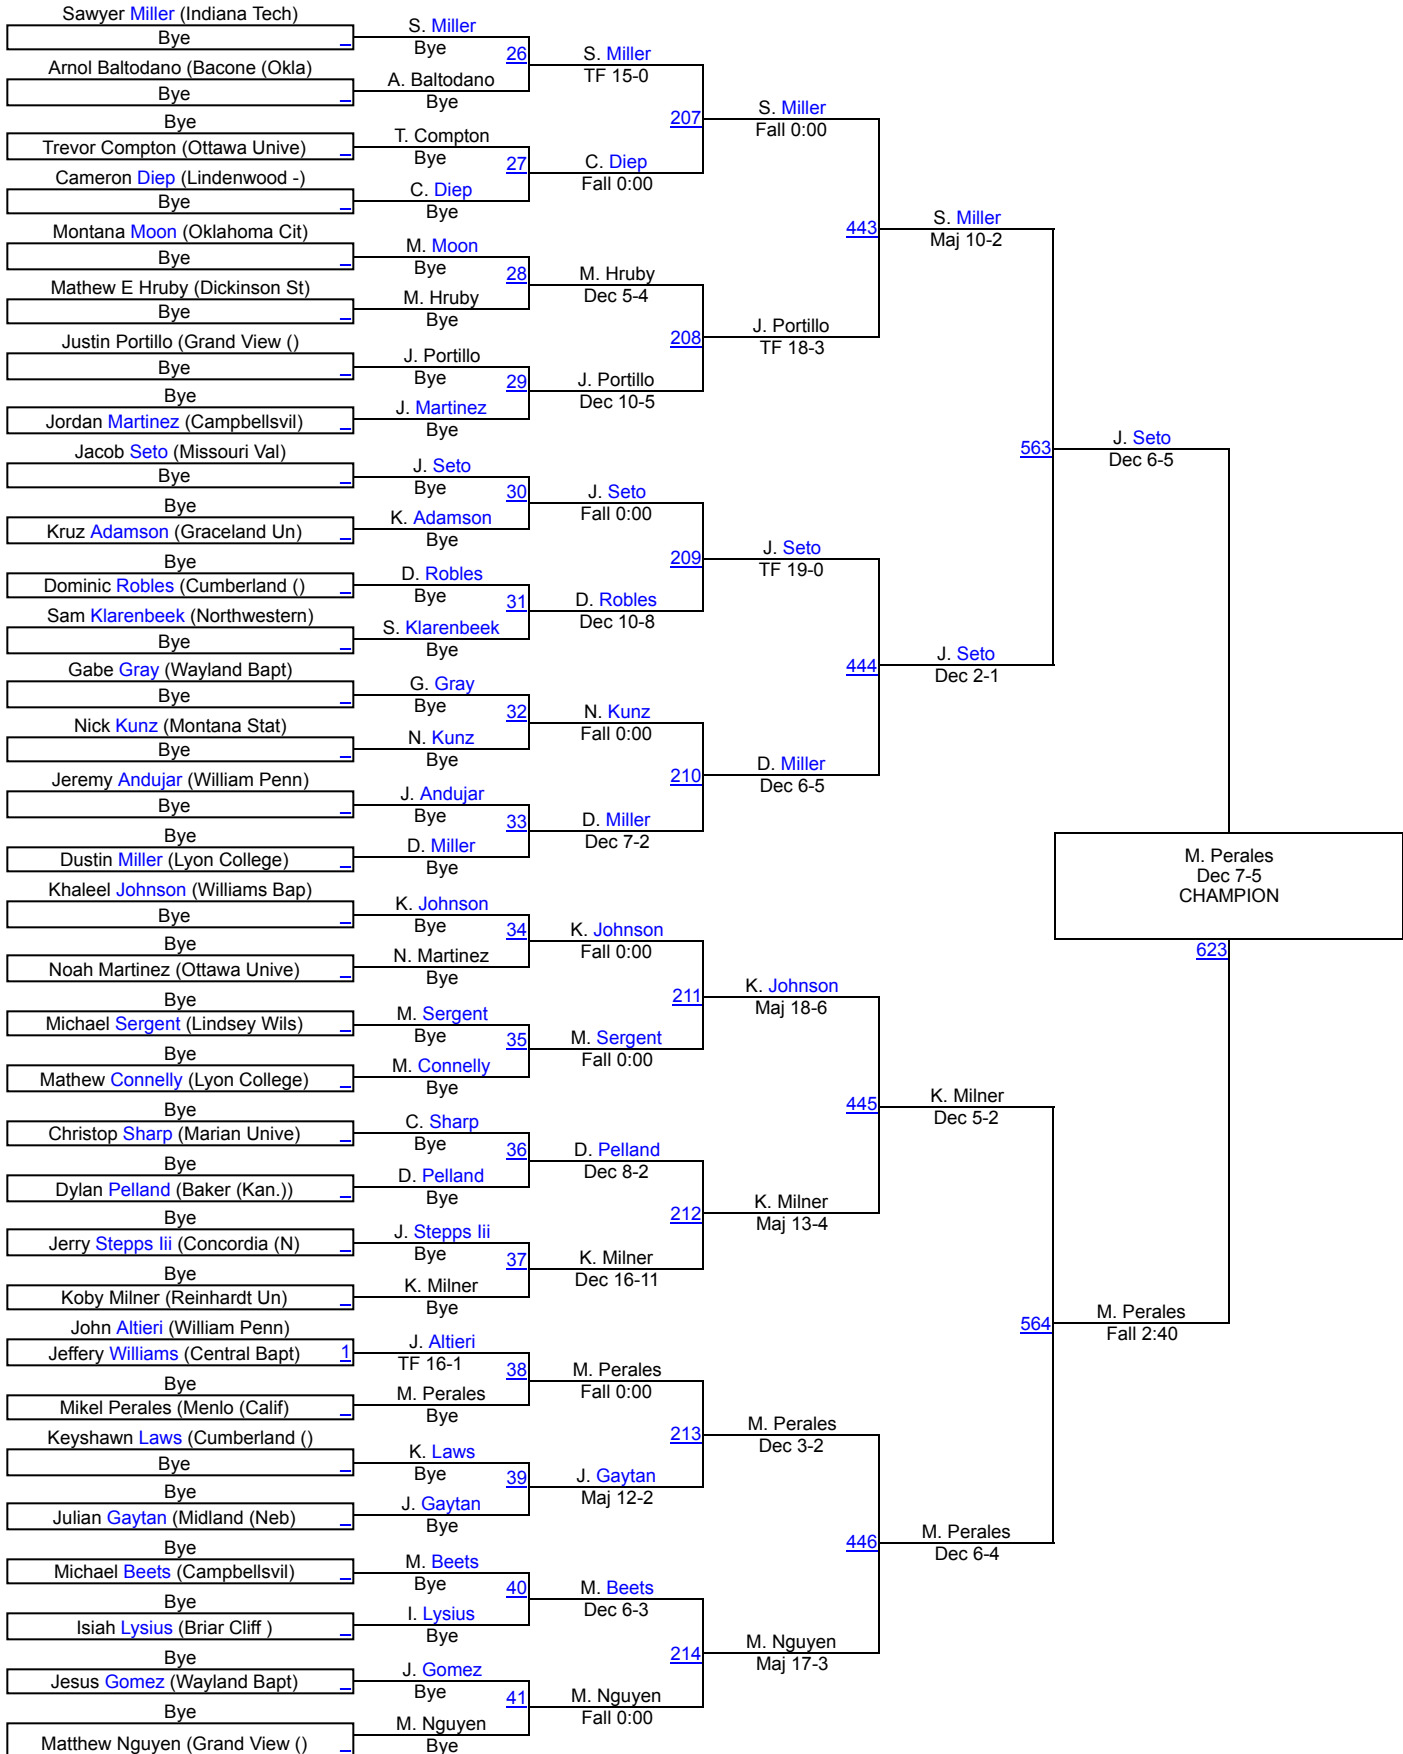 Sawyer Miller (Indiana Tech)
Bye
Arnol Baltodano (Bacone (Okla)
Bye
Bye
Trevor Compton (Ottawa Unive)
Cameron Diep (Lindenwood -)
Bye
Montana Moon (Oklahoma Cit)
Bye
Mathew E Hruby (Dickinson St)
Bye
Justin Portillo (Grand View ()
Bye
Bye
Jordan Martinez (Campbellsvil)
Jacob Seto (Missouri Val)
Bye
Bye
Kruz Adamson (Graceland Un)
Bye
Dominic Robles (Cumberland ()
Sam Klarenbeek (Northwestern)
Bye
Gabe Gray (Wayland Bapt)
Bye
Nick Kunz (Montana Stat)
Bye
Jeremy Andujar (William Penn)
Bye
Bye
Dustin Miller (Lyon College)
Khaleel Johnson (Williams Bap)
Bye
Bye
Noah Martinez (Ottawa Unive)
Bye
Michael Sergent (Lindsey Wils)
Bye
Mathew Connelly (Lyon College)
Bye
Christop Sharp (Marian Unive)
Bye
Dylan Pelland (Baker (Kan.))
Bye
Jerry Stepps Iii (Concordia (N)
Bye
Koby Milner (Reinhardt Un)
John Altieri (William Penn)
Jeffery Williams (Central Bapt) 1
Bye
Mikel Perales (Menlo (Calif)
Keyshawn Laws (Cumberland ()
Bye
Bye
Julian Gaytan (Midland (Neb)
Bye
Michael Beets (Campbellsvil)
Bye
Isiah Lysius (Briar Cliff )
Bye
Jesus Gomez (Wayland Bapt)
Bye
Matthew Nguyen (Grand View ()
S. Miller
Bye
26
A. Baltodano
Bye
T. Compton
Bye
27
C. Diep
Bye
M. Moon
Bye
28
M. Hruby
Bye
J. Portillo
Bye
29
J. Martinez
Bye
J. Seto
Bye
30
K. Adamson
Bye
D. Robles
Bye
31
S. Klarenbeek
Bye
G. Gray
Bye
32
N. Kunz
Bye
J. Andujar
Bye
33
D. Miller
Bye
K. Johnson
Bye
34
N. Martinez
Bye
M. Sergent
Bye
35
M. Connelly
Bye
C. Sharp
Bye
36
D. Pelland
Bye
J. Stepps Iii
Bye
37
K. Milner
Bye
J. Altieri
TF 16-1
38
M. Perales
Bye
K. Laws
Bye
39
J. Gaytan
Bye
M. Beets
Bye
40
I. Lysius
Bye
J. Gomez
Bye
41
M. Nguyen
Bye
S. Miller
TF 15-0
207
C. Diep
Fall 0:00
M. Hruby
Dec 5-4
208
J. Portillo
Dec 10-5
J. Seto
Fall 0:00
209
D. Robles
Dec 10-8
N. Kunz
Fall 0:00
210
D. Miller
Dec 7-2
K. Johnson
Fall 0:00
211
M. Sergent
Fall 0:00
D. Pelland
Dec 8-2
212
K. Milner
Dec 16-11
M. Perales
Fall 0:00
213
J. Gaytan
Maj 12-2
M. Beets
Dec 6-3
214
M. Nguyen
Fall 0:00
S. Miller
Fall 0:00
443
J. Portillo
TF 18-3
J. Seto
TF 19-0
444
D. Miller
Dec 6-5
K. Johnson
Maj 18-6
445
K. Milner
Maj 13-4
M. Perales
Dec 3-2
446
M. Nguyen
Maj 17-3
S. Miller
Maj 10-2
563
J. Seto
Dec 2-1
K. Milner
Dec 5-2
564
M. Perales
Dec 6-4
J. Seto
Dec 6-5
M. Perales
Fall 2:40
M. Perales
Dec 7-5
CHAMPION
623